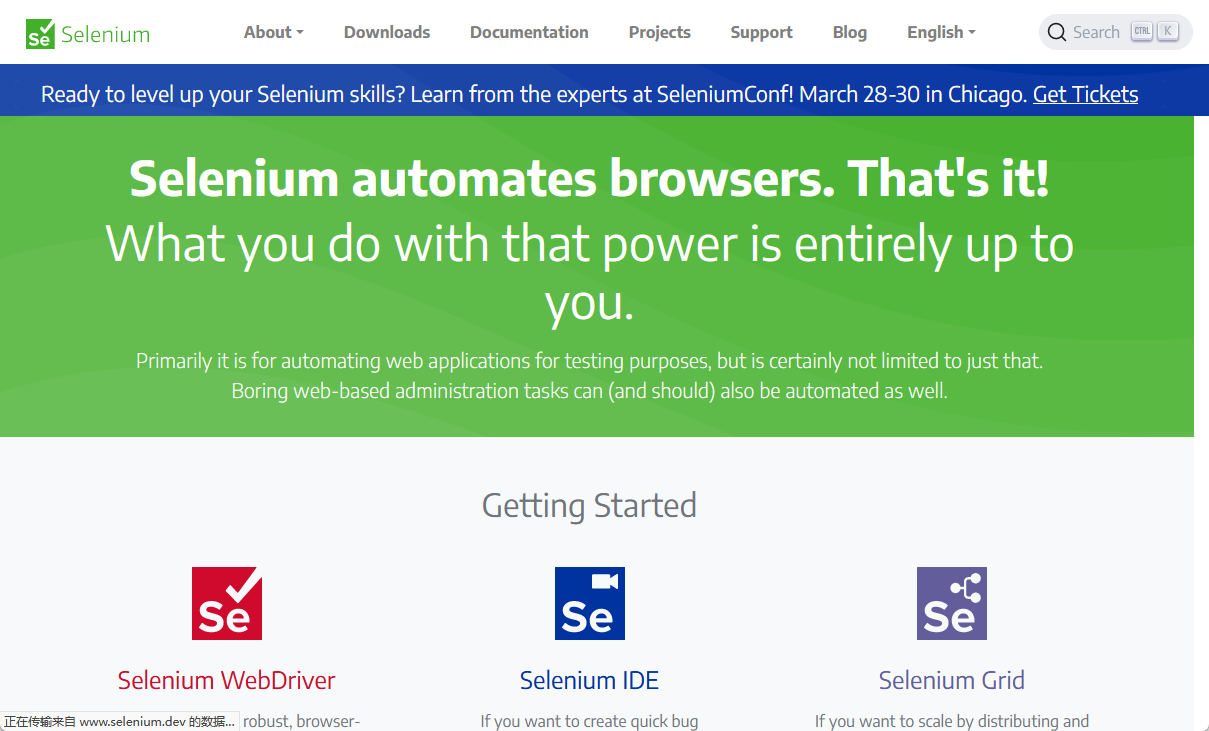 Se Selenium
About Downloads Documentation Projects Support Blog English Search CTRL K
Ready to level up your Selenium skills? Learn from the experts at SeleniumConf! March 28-30 in Chicago. Get Tickets
Selenium automates browsers. That's it!
What you do with that power is entirely up to
you.
Primarily it is for automating web applications for testing purposes, but is certainly not limited to just that.
Boring web-based administration tasks can (and should) also be automated as well.
Getting Started
Se Se Se
Selenium WebDriver Selenium IDE Selenium Grid
正在传输来自 www.selenium.dev 的数据... robust, browser- If you want to create quick bug If you want to scale by distributing and